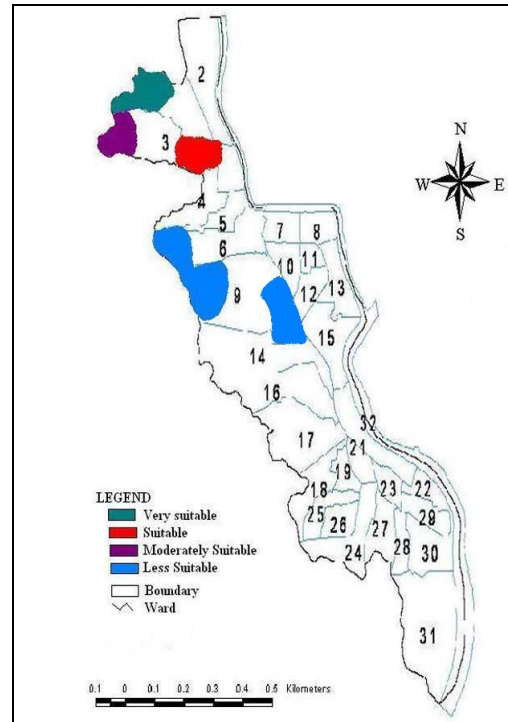 2
N
W E
S
3
4
5
7 8
6
10 11
9 12 13
15
14
16
32
17
21
19
18 23 22
25 26 29
27
24 28 30
31
LEGEND
Very suitable
Suitable
Moderately Suitable
Less Suitable
Boundary
Ward
0.1 0 0.1 0.2 0.3 0.4 0.5 Kilometers